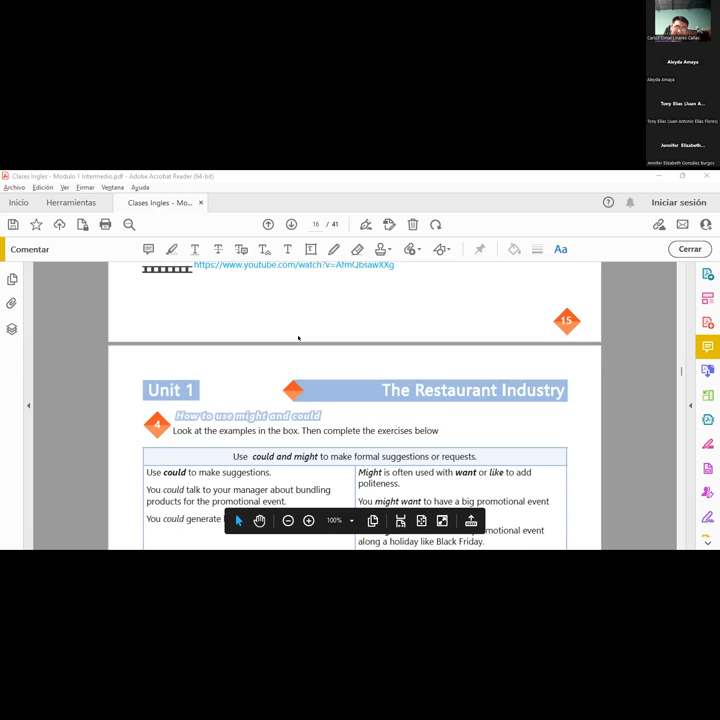 Carlos Omar Linares Cañas
Aleyda Amaya
Aleyda Amaya
Tony Elias (Juan A...
Tony Elias (Juan Antonio Elias Flores)
Jennifer Elizabeth...
Jennifer Elizabeth González Burgos
Clases Ingles - Modulo 1 Intermedio.pdf - Adobe Acrobat Reader (64-bit)
Archivo Edición Ver Firmar Ventana Ayuda
Inicio Herramientas Clases Ingles - Mo... × Iniciar sesión
16 / 41
Comentar Cerrar
https://www.youtube.com/watch?v=AfmQbsawXXg
15
Unit 1 The Restaurant Industry
How to use might and could
4
Look at the examples in the box. Then complete the exercises below
Use could and might to make formal suggestions or requests.
Use could to make suggestions.
You could talk to your manager about bundling
products for the promotional event.
You could generate
Might is often used with want or like to add
politeness.
You might want to have a big promotional event
omotional event
along a holiday like Black Friday.
100%